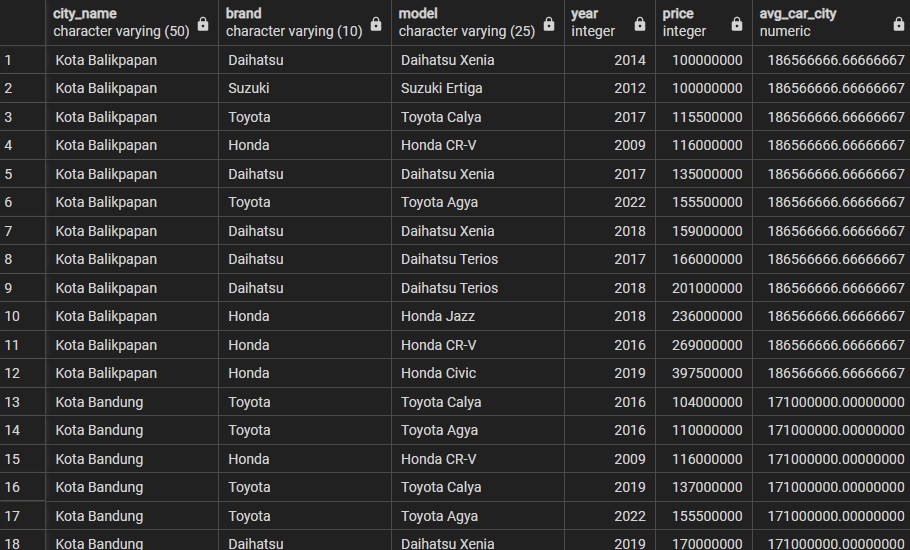 city_name brand model year price avg_car_city
character varying (50) character varying (10) character varying (25) integer integer numeric
1 Kota Balikpapan Daihatsu Daihatsu Xenia 2014 100000000 186566666.66666667
2 Kota Balikpapan Suzuki Suzuki Ertiga 2012 100000000 186566666.66666667
3 Kota Balikpapan Toyota Toyota Calya 2017 115500000 186566666.66666667
4 Kota Balikpapan Honda Honda CR-V 2009 116000000 186566666.66666667
5 Kota Balikpapan Daihatsu Daihatsu Xenia 2017 135000000 186566666.66666667
6 Kota Balikpapan Toyota Toyota Agya 2022 155500000 186566666.66666667
7 Kota Balikpapan Daihatsu Daihatsu Xenia 2018 159000000 186566666.66666667
8 Kota Balikpapan Daihatsu Daihatsu Terios 2017 166000000 186566666.66666667
9 Kota Balikpapan Daihatsu Daihatsu Terios 2018 201000000 186566666.66666667
10 Kota Balikpapan Honda Honda Jazz 2018 236000000 186566666.66666667
11 Kota Balikpapan Honda Honda CR-V 2016 269000000 186566666.66666667
12 Kota Balikpapan Honda Honda Civic 2019 397500000 186566666.66666667
13 Kota Bandung Toyota Toyota Calya 2016 104000000 171000000.00000000
14 Kota Bandung Toyota Toyota Agya 2016 110000000 171000000.00000000
15 Kota Bandung Honda Honda CR-V 2009 116000000 171000000.00000000
16 Kota Bandung Toyota Toyota Calya 2019 137000000 171000000.00000000
17 Kota Bandung Toyota Toyota Agya 2022 155500000 171000000.00000000
18 Kota Bandung Daihatsu Daihatsu Xenia 2019 170000000 171000000.00000000